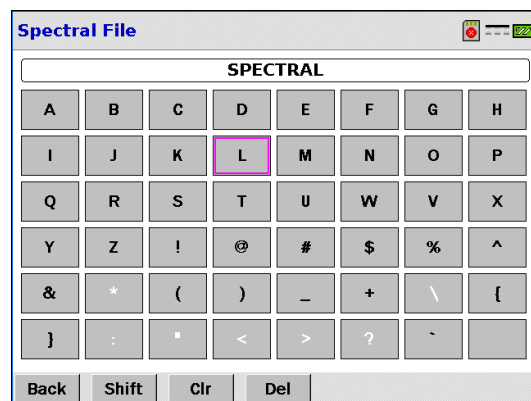 Spectral File
SPECTRAL
A B C D E F G H
I J K L M N O P
Q R S T U W V X
Y Z ! @ # $ % ^
& * ( ) _ + \ {
} : " < > ? `
Back Shift Clr Del